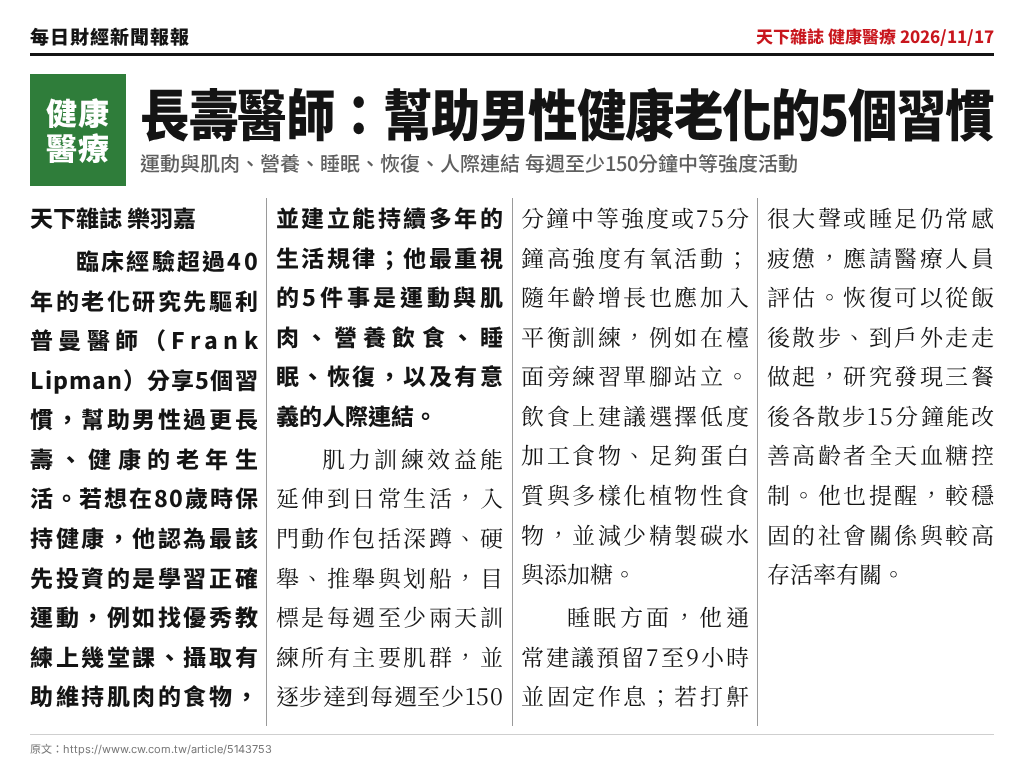 每日財經新聞報報
天下雜誌 健康醫療 2026/11/17
健康
醫療
長壽醫師：幫助男性健康老化的5個習慣
運動與肌肉、營養、睡眠、恢復、人際連結 每週至少150分鐘中等強度活動
天下雜誌 樂羽嘉
臨床經驗超過40
年的老化研究先驅利
普曼醫師（Frank
Lipman）分享5個習
慣，幫助男性過更長
壽、健康的老年生
活。若想在80歲時保
持健康，他認為最該
先投資的是學習正確
運動，例如找優秀教
練上幾堂課、攝取有
助維持肌肉的食物，
並建立能持續多年的
生活規律；他最重視
的5件事是運動與肌
肉、營養飲食、睡
眠、恢復，以及有意
義的人際連結。
肌力訓練效益能
延伸到日常生活，入
門動作包括深蹲、硬
舉、推舉與划船，目
標是每週至少兩天訓
練所有主要肌群，並
逐步達到每週至少150
分鐘中等強度或75分
鐘高強度有氧活動；
隨年齡增長也應加入
平衡訓練，例如在檯
面旁練習單腳站立。
飲食上建議選擇低度
加工食物、足夠蛋白
質與多樣化植物性食
物，並減少精製碳水
與添加糖。
睡眠方面，他通
常建議預留7至9小時
並固定作息；若打鼾
很大聲或睡足仍常感
疲憊，應請醫療人員
評估。恢復可以從飯
後散步、到戶外走走
做起，研究發現三餐
後各散步15分鐘能改
善高齡者全天血糖控
制。他也提醒，較穩
固的社會關係與較高
存活率有關。
原文：https://www.cw.com.tw/article/5143753